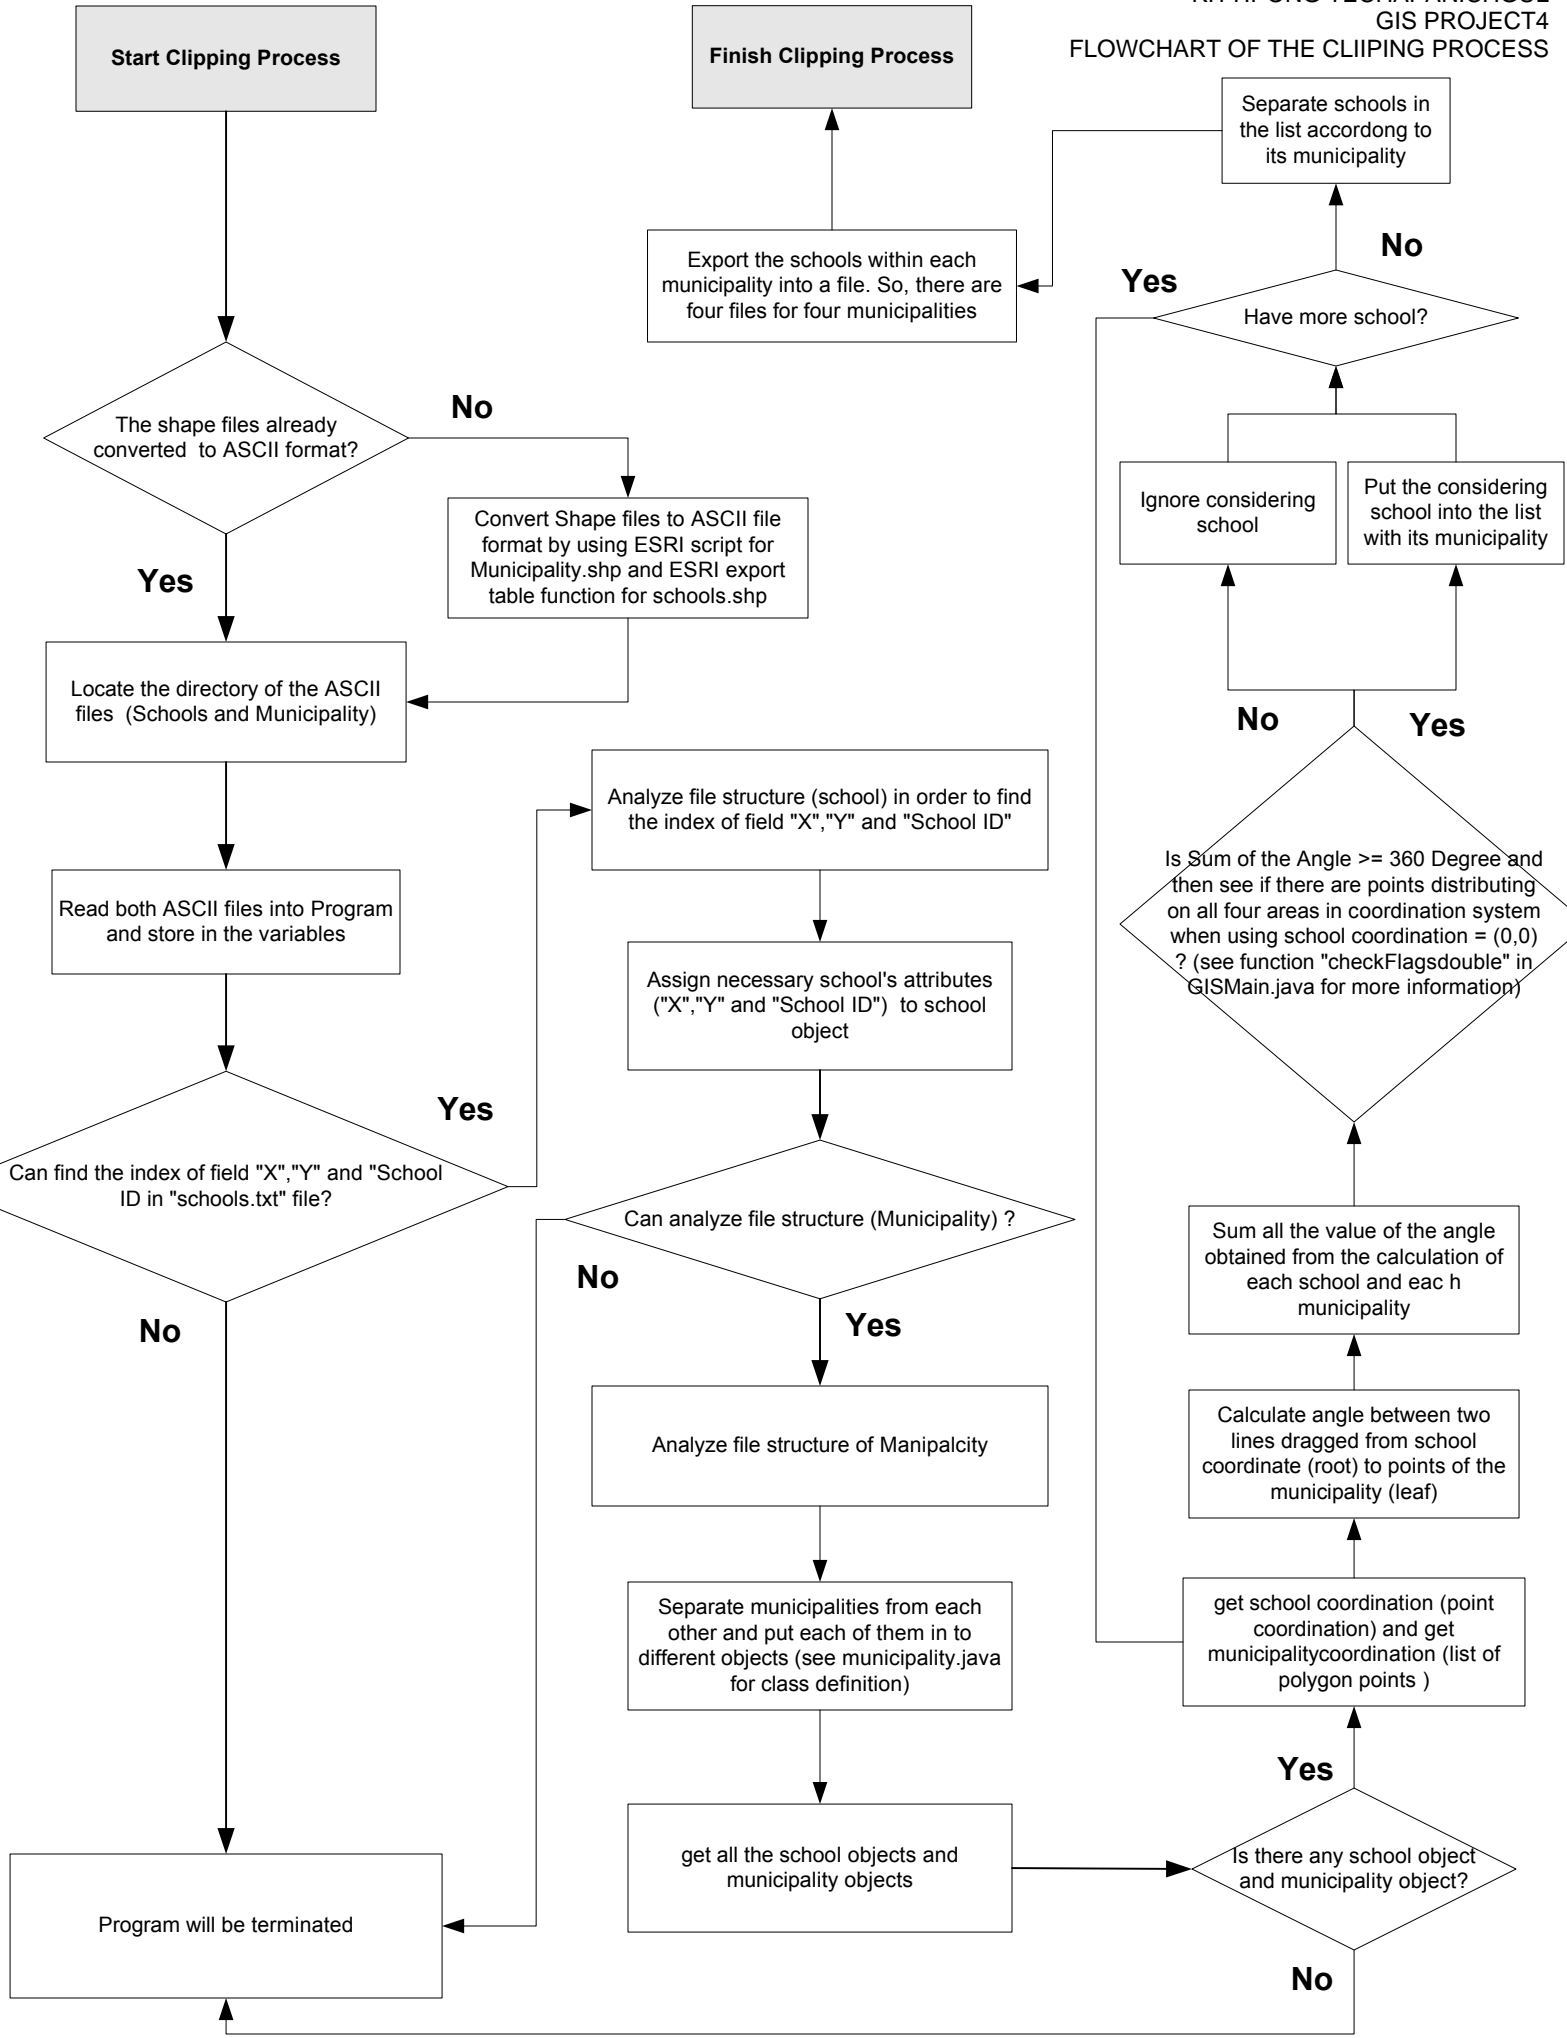 GIS PROJECT4
FLOWCHART OF THE CLIIPING PROCESS
Start Clipping Process
Finish Clipping Process
Separate schools in
the list accordong to
its municipality
No
Yes
Export the schools within each
municipality into a file. So, there are
four files for four municipalities
Have more school?
The shape files already
converted to ASCII format?
No
Ignore considering
school
Put the considering
school into the list
with its municipality
Convert Shape files to ASCII file
format by using ESRI script for
Municipality.shp and ESRI export
table function for schools.shp
Yes
Locate the directory of the ASCII
files (Schools and Municipality)
No
Yes
Analyze file structure (school) in order to find
the index of field "X","Y" and "School ID"
Is Sum of the Angle >= 360 Degree and
then see if there are points distributing
on all four areas in coordination system
when using school coordination = (0,0)
? (see function "checkFlagsdouble" in
GISMain.java for more information)
Read both ASCII files into Program
and store in the variables
Assign necessary school's attributes
("X","Y" and "School ID") to school
object
Yes
Can find the index of field "X","Y" and "School
ID in "schools.txt" file?
Can analyze file structure (Municipality) ?
No
Yes
No
Sum all the value of the angle
obtained from the calculation of
each school and eac h
municipality
Analyze file structure of Manipalcity
Calculate angle between two
lines dragged from school
coordinate (root) to points of the
municipality (leaf)
Separate municipalities from each
other and put each of them in to
different objects (see municipality.java
for class definition)
get school coordination (point
coordination) and get
municipalitycoordination (list of
polygon points )
Yes
get all the school objects and
municipality objects
Is there any school object
and municipality object?
Program will be terminated
No